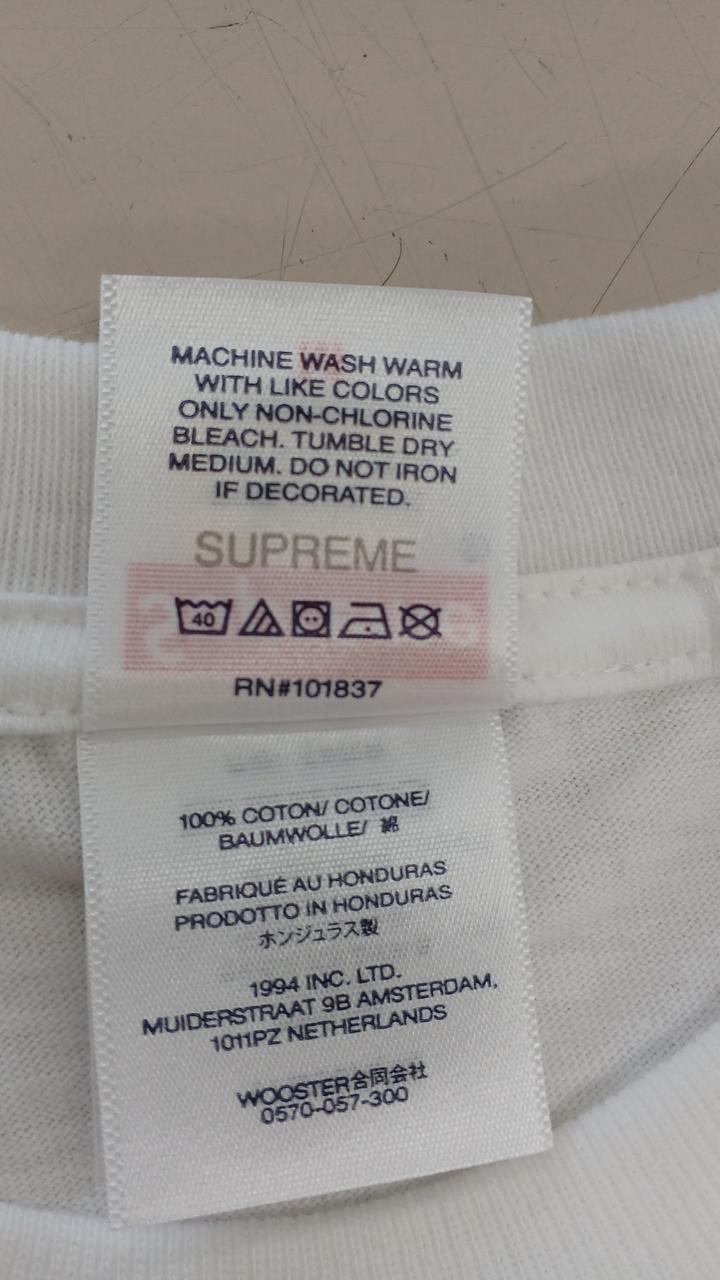 MACHINE WASH WARM
WITH LIKE COLORS
ONLY NON-CHLORINE
BLEACH. TUMBLE DRY
MEDIUM. DO NOT IRON
IF DECORATED.
SUPREME
40
RN#101837
100% COTON/ COTONE/
BAUMWOLLE/ 綿
FABRIQUÉ AU HONDURAS
PRODOTTO IN HONDURAS
ホンジュラス製
1994 INC. LTD.
MUIDERSTRAAT 9B AMSTERDAM,
1011PZ NETHERLANDS
WOOSTER合同会社
0570-057-300